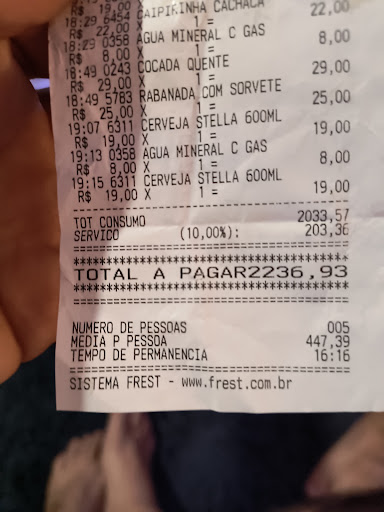 R$ 19,00 X 1 =
18:29 6454 CAIPIRINHA CACHACA
R$ 22,00 X 1 = 22,00
18:29 0358 AGUA MINERAL C GAS
R$ 8,00 X 1 = 8,00
18:49 0243 COCADA QUENTE
R$ 29,00 X 1 = 29,00
18:49 5783 RABANADA COM SORVETE
R$ 25,00 X 1 = 25,00
19:07 6311 CERVEJA STELLA 600ML
R$ 19,00 X 1 = 19,00
19:13 0358 AGUA MINERAL C GAS
R$ 8,00 X 1 = 8,00
19:15 6311 CERVEJA STELLA 600ML
R$ 19,00 X 1 = 19,00
TOT CONSUMO 2033,57
SERVICO (10,00%): 203,36
TOTAL A PAGAR2236,93
NUMERO DE PESSOAS 005
MEDIA P PESSOA 447,39
TEMPO DE PERMANENCIA 16:16
SISTEMA FREST - www.frest.com.br